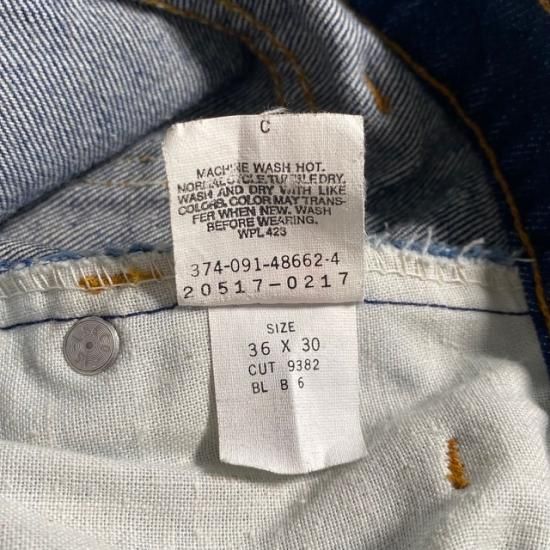 C
MACHINE WASH HOT.
NORMAL CYCLE. TUMBLE DRY.
WASH AND DRY WITH LIKE
COLORS. COLOR MAY TRANS-
FER WHEN NEW. WASH
BEFORE WEARING.
WPL 423
374-091-48662-4
20517-0217
SIZE
36 X 30
CUT 9382
BL B 6